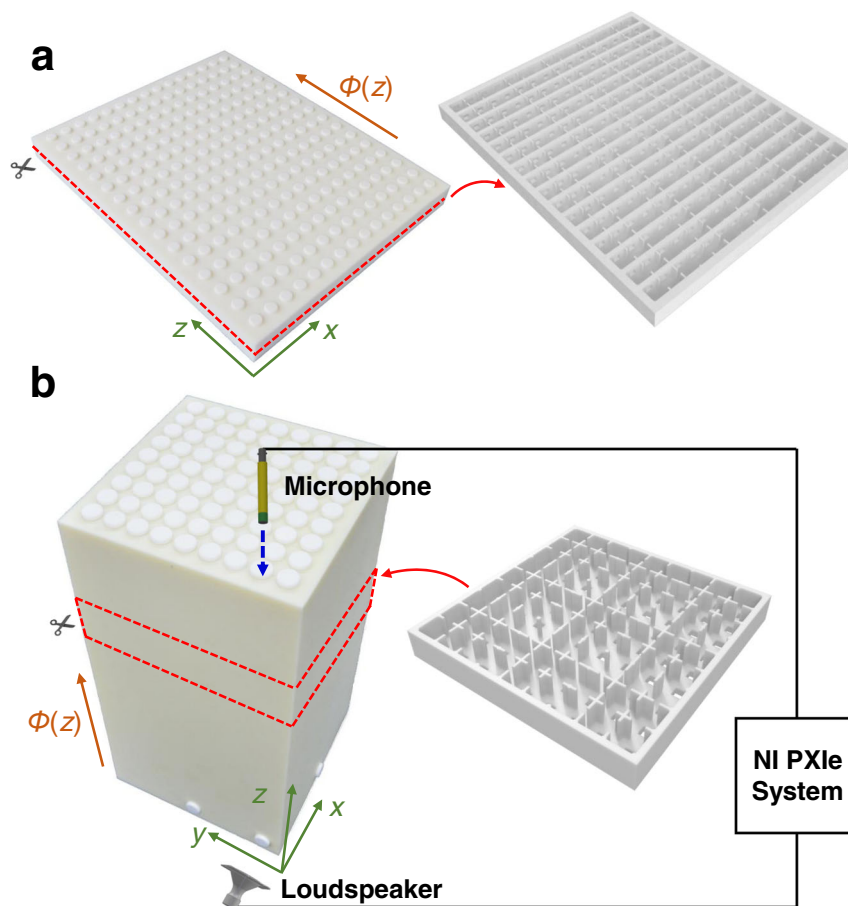 a
Φ(z)
z
x
b
Microphone
Φ(z)
z
x
y
NI PXIe
System
Loudspeaker